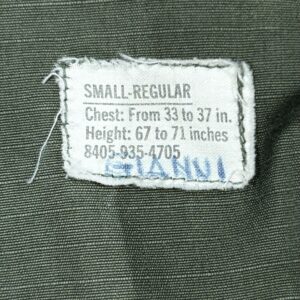 SMALL-REGULAR
Chest: From 33 to 37 in.
Height: 67 to 71 inches
8405-935-4705
GIANNI